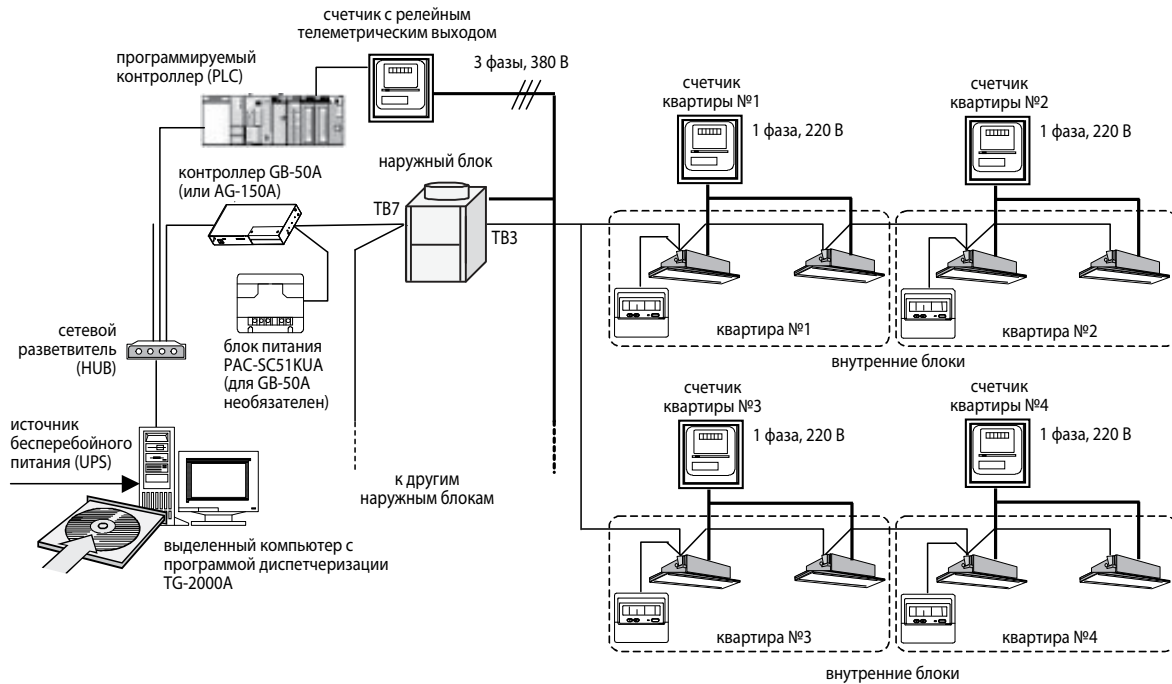 счетчик с релейным
телеметрическим выходом
программируемый
контроллер (PLC)
3 фазы, 380 В
контроллер GB-50A
(или AG-150A)
наружный блок
TB7
TB3
сетевой
разветвитель
(HUB)
блок питания
PAC-SC51KUA
(для GB-50A
необязателен)
источник
бесперебойного
питания (UPS)
к другим
наружным блокам
выделенный компьютер с
программой диспетчеризации
TG-2000A
счетчик
квартиры №1
1 фаза, 220 В
счетчик
квартиры №2
1 фаза, 220 В
квартира №1
квартира №2
внутренние блоки
счетчик
квартиры №3
1 фаза, 220 В
счетчик
квартиры №4
1 фаза, 220 В
квартира №3
квартира №4
внутренние блоки